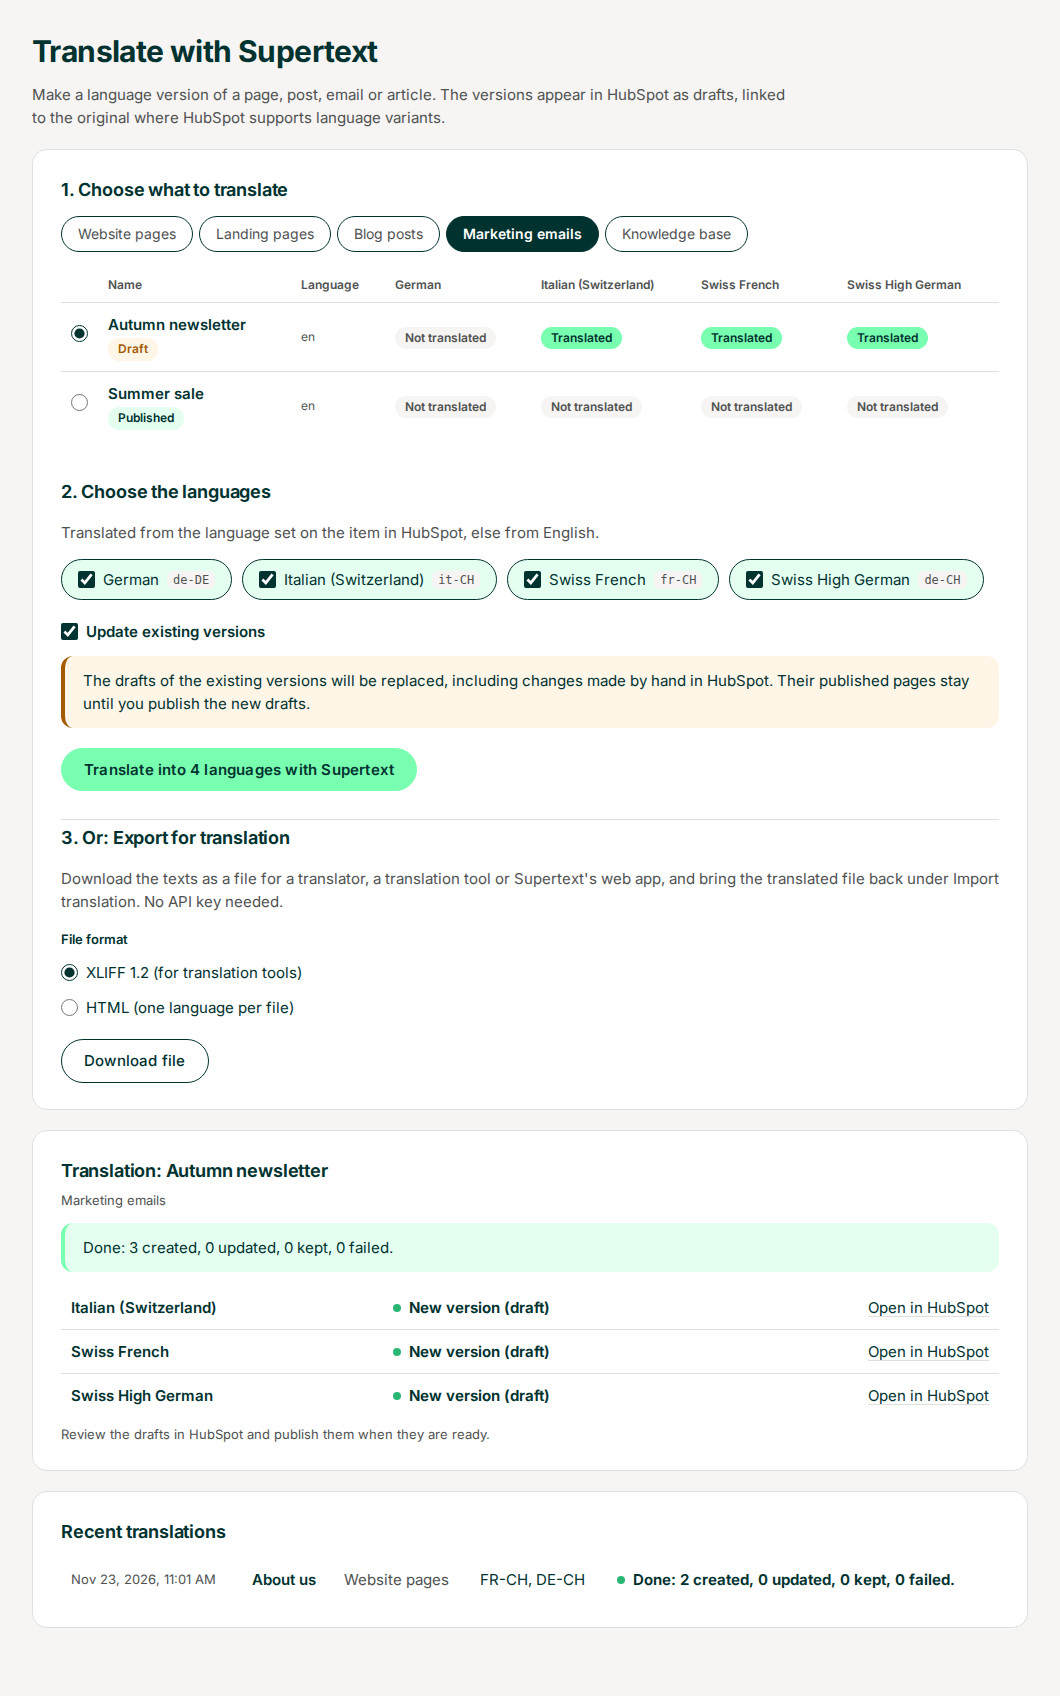 Translate with Supertext
Make a language version of a page, post, email or article. The versions appear in HubSpot as drafts, linked
to the original where HubSpot supports language variants.
1. Choose what to translate
Website pages
Landing pages
Blog posts
Marketing emails
Knowledge base
Name Language German Italian (Switzerland) Swiss French Swiss High German
Autumn newsletter
Draft
en Not translated Translated Translated Translated
Summer sale
Published
en Not translated Not translated Not translated Not translated
2. Choose the languages
Translated from the language set on the item in HubSpot, else from English.
German de-DE
Italian (Switzerland) it-CH
Swiss French fr-CH
Swiss High German de-CH
Update existing versions
The drafts of the existing versions will be replaced, including changes made by hand in HubSpot. Their published pages stay
until you publish the new drafts.
Translate into 4 languages with Supertext
3. Or: Export for translation
Download the texts as a file for a translator, a translation tool or Supertext's web app, and bring the translated file back under Import
translation. No API key needed.
File format
XLIFF 1.2 (for translation tools)
HTML (one language per file)
Download file
Translation: Autumn newsletter
Marketing emails
Done: 3 created, 0 updated, 0 kept, 0 failed.
Italian (Switzerland) New version (draft) Open in HubSpot
Swiss French New version (draft) Open in HubSpot
Swiss High German New version (draft) Open in HubSpot
Review the drafts in HubSpot and publish them when they are ready.
Recent translations
Nov 23, 2026, 11:01 AM About us Website pages FR-CH, DE-CH Done: 2 created, 0 updated, 0 kept, 0 failed.